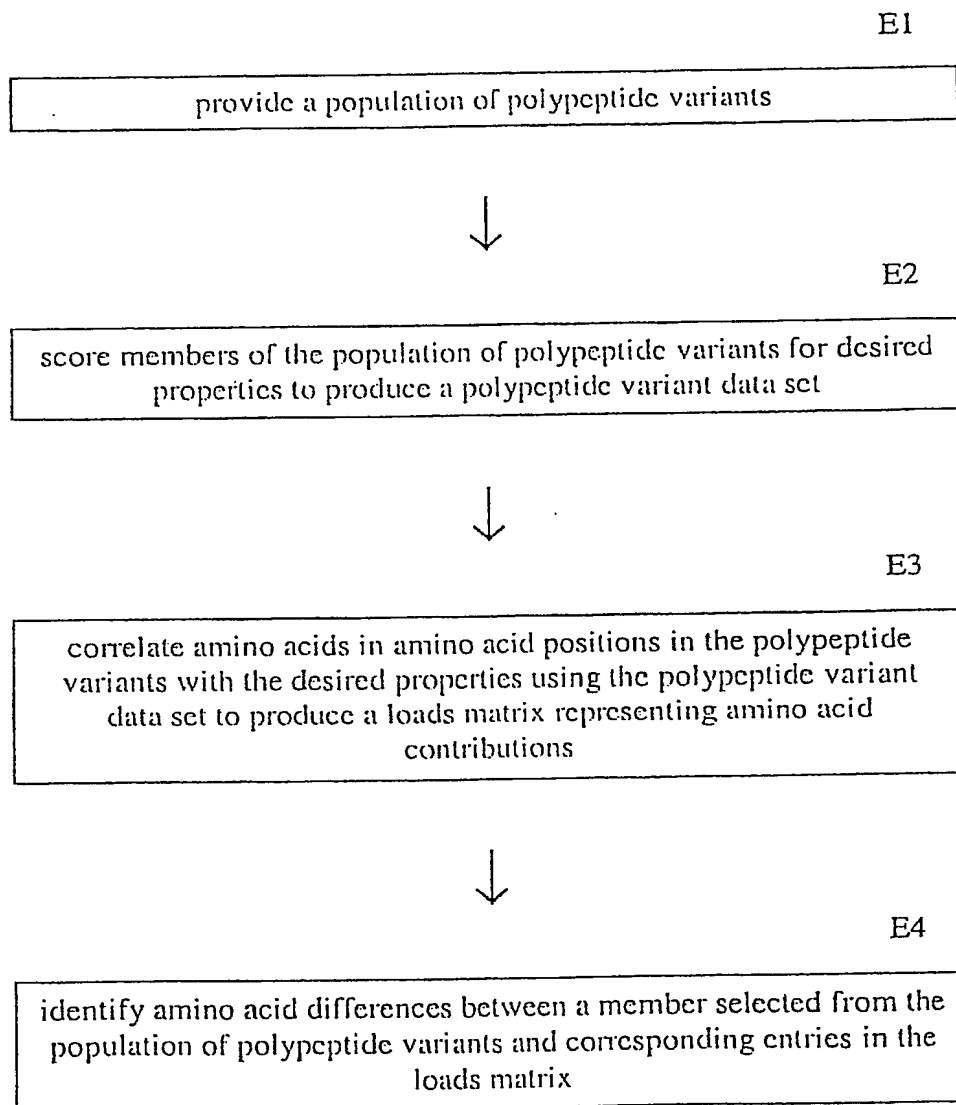 E1
provide a population of polypeptide variants
E2
score members of the population of polypeptide variants for desired
properties to produce a polypeptide variant data set
E3
correlate amino acids in amino acid positions in the polypeptide
variants with the desired properties using the polypeptide variant
data set to produce a loads matrix representing amino acid
contributions
E4
identify amino acid differences between a member selected from the
population of polypeptide variants and corresponding entries in the
loads matrix